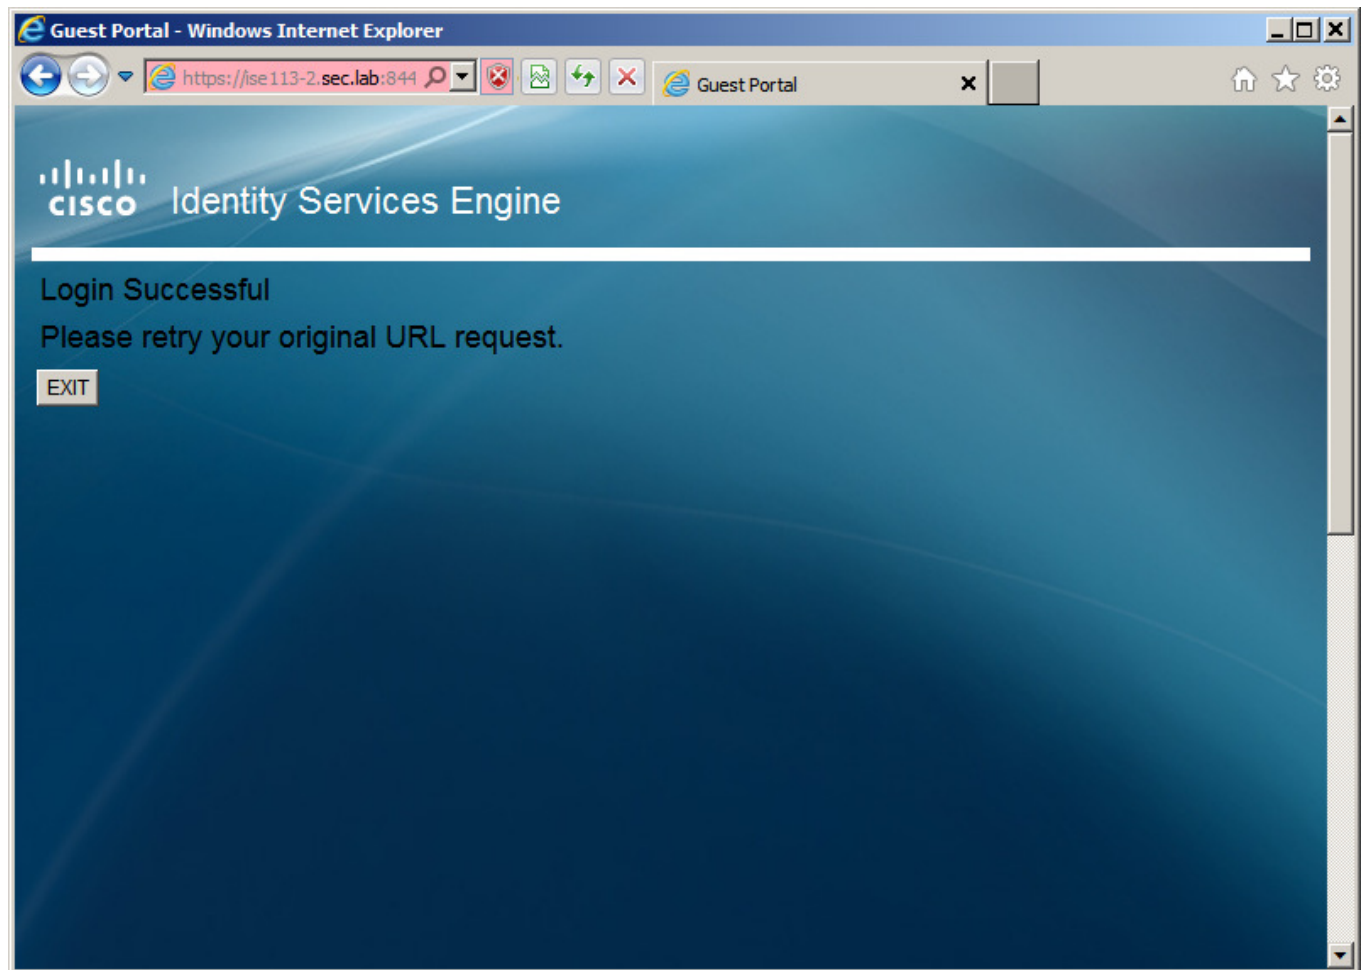 Guest Portal - Windows Internet Explorer
https://ise113-2.sec.lab:844
Guest Portal
CISCO Identity Services Engine
Login Successful
Please retry your original URL request.
EXIT